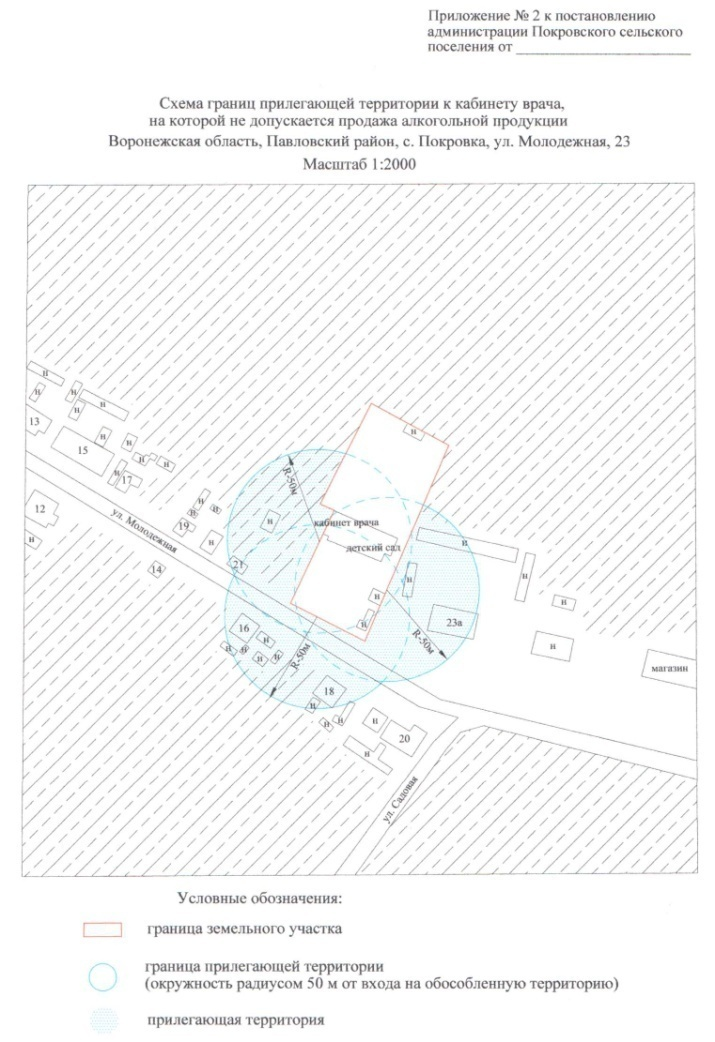 Приложение № 2 к постановлению
администрации Покровского сельского
поселения от
Схема границ прилегающей территории к кабинету врача,
на которой не допускается продажа алкогольной продукции
Воронежская область, Павловский район, с. Покровка, ул. Молодежная, 23
Масштаб 1:2000
н
н
н
н
н
13
15
н
н
н
н
17
н
R-50м
12
н
н
н
19
н
н
кабинет врача
детский сад
н
ул. Молодежная
н
21
14
н
н
н
н
н
23а
16
н
н
н
н
н
R-50м
R-50м
н
магазин
18
н
н
н
н
20
н
ул. Садовая
Условные обозначения:
граница земельного участка
граница прилегающей территории
(окружность радиусом 50 м от входа на обособленную территорию)
прилегающая территория